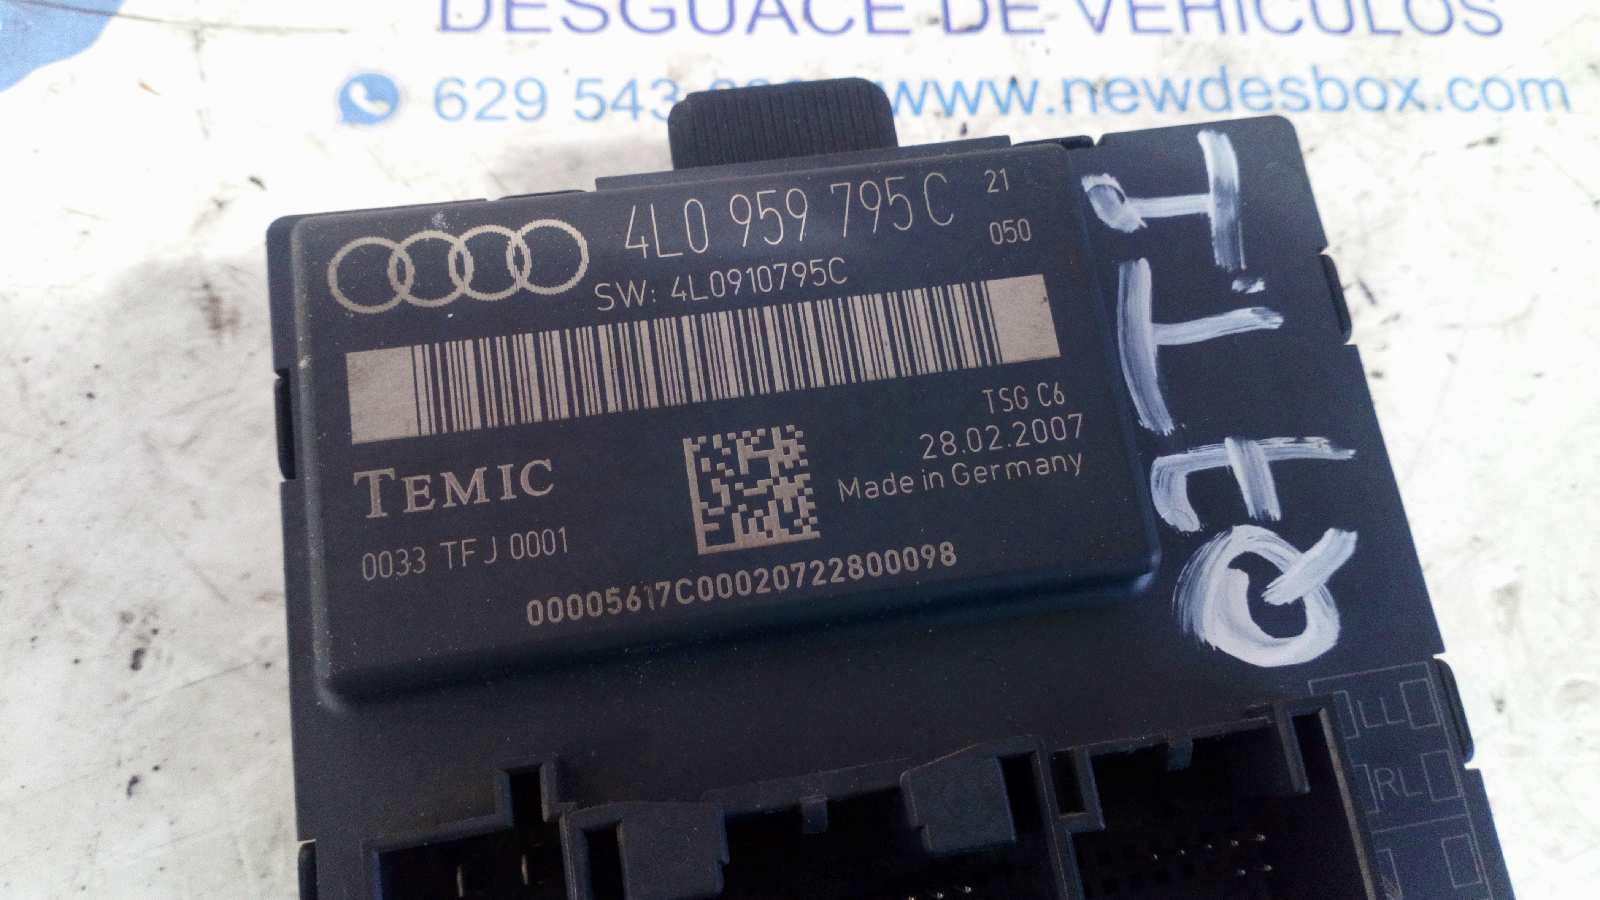 DESGUACE DE VEHICULOS
629 543 www.newdesbox.com
4L0 959 795 C 21
050
SW: 4L0910795C
TSG C6
28.02.2007
Made in Germany
TEMIC
0033 TFJ 0001
00005617C00020722800098
Q7 T.I.
LL
RL